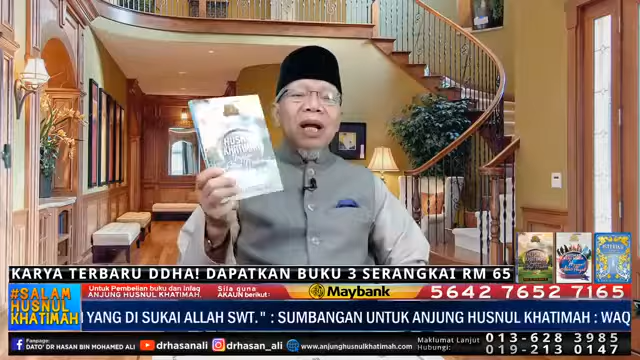 HUSNUL
KHATIMAH
KARYA TERBARU DDHA! DAPATKAN BUKU 3 SERANGKAI RM 65
#SALAM
HUSNUL
KHATIMAH
Untuk Pembelian buku dan Infaq
ANJUNG HUSNUL KHATIMAH.
Sila guna
AKAUN berikut:
Maybank
5642 7652 7165
I YANG DI SUKAI ALLAH SWT." : SUMBANGAN UNTUK ANJUNG HUSNUL KHATIMAH : WAQ
Fanpage:
DATO' DR HASAN BIN MOHAMED ALI
drhasanali
drhasan_ali
www.anjunghusnulkhatimah.com
Maklumat Lanjut
Hubungi:
013-628 3985
019-213 0147